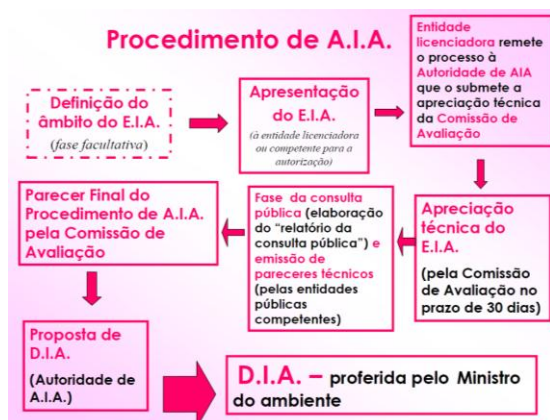 Procedimento de A.I.A.
Definição do
âmbito do E.I.A.
(fase facultativa)
Apresentação
do E.I.A.
(à entidade licenciadora
ou competente para a
autorização)
Entidade
licenciadora remete
o processo à
Autoridade de AIA
que o submete a
apreciação técnica
da Comissão de
Avaliação
Apreciação
técnica do
E.I.A.
(pela Comissão
de Avaliação no
prazo de 30 dias)
Fase da consulta
pública (elaboração
do “relatório da
consulta pública”) e
emissão de
pareceres técnicos
(pelas entidades
públicas
competentes)
Parecer Final do
Procedimento de A.I.A.
pela Comissão de
Avaliação
Proposta de
D.I.A.
(Autoridade de
A.I.A.)
D.I.A. – proferida pelo Ministro
do ambiente